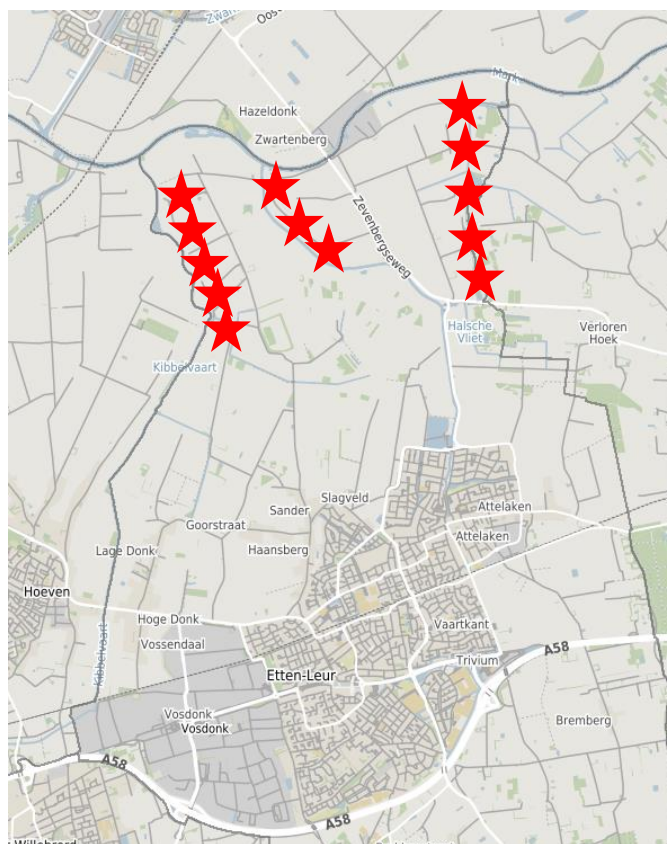 Mark
Hazeldonk
Zwartenberg
Zevenbergseweg
Halsche
Vliet
Verloren
Hoek
Kibbelvaart
Slagveld
Sander
Attelaken
Goorstraat
Attelaken
Lage Donk
Haansberg
Hoeven
Hoge Donk
Vaartkant
Vossendaal
A58
Trivium
Etten-Leur
Kibbelvaart
Vosdonk
Vosdonk
Bremberg
A58
A58